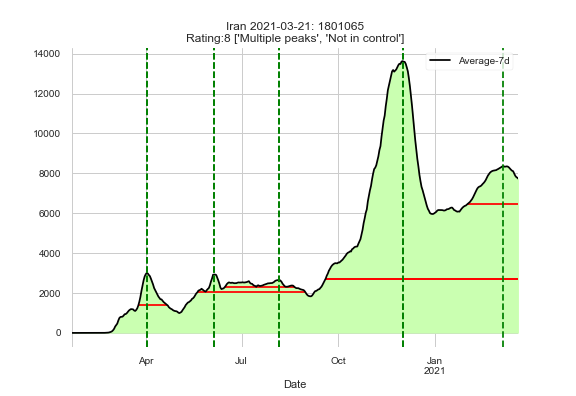 Iran 2021-03-21: 1801065
Rating:8 ['Multiple peaks', 'Not in control']
Average-7d
14000
12000
10000
8000
6000
4000
2000
0
Apr
Jul
Oct
Jan
2021
Date